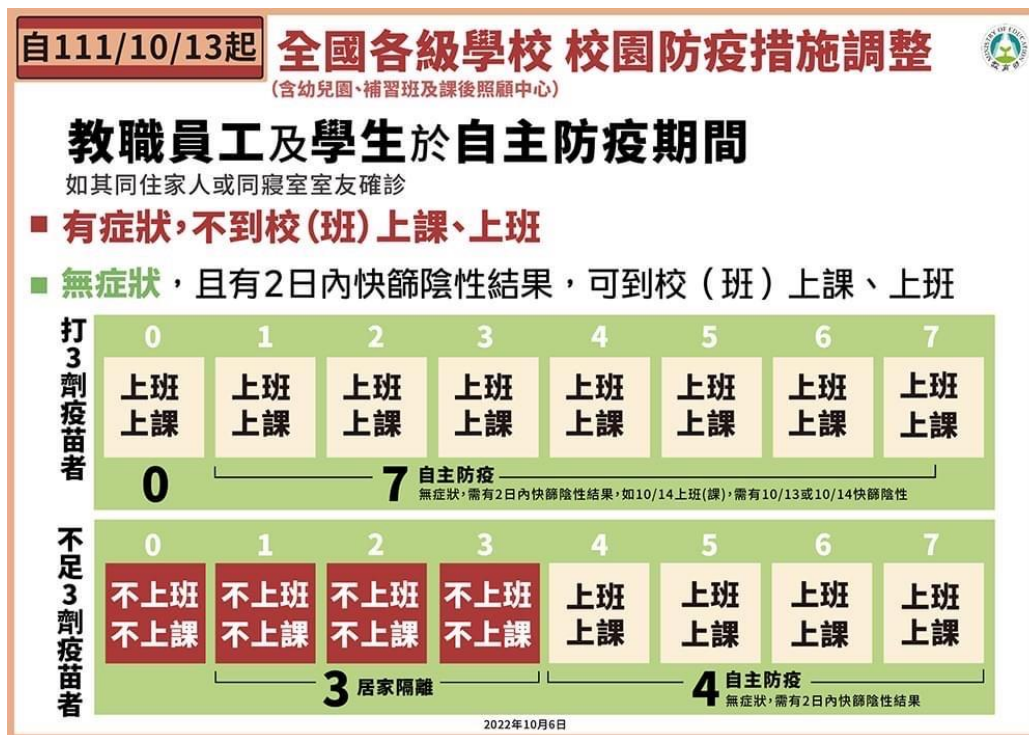 自111/10/13起
全國各級學校 校園防疫措施調整
(含幼兒園、補習班及課後照顧中心)
MINISTRY OF EDUCATION
教育部
教職員工及學生於自主防疫期間
如其同住家人或同寢室室友確診
有症狀,不到校(班)上課、上班
無症狀,且有2日內快篩陰性結果,可到校(班)上課、上班
打3劑疫苗者
0 1 2 3 4 5 6 7
上班 上班 上班 上班 上班 上班 上班 上班
上課 上課 上課 上課 上課 上課 上課 上課
0
7 自主防疫
無症狀,需有2日內快篩陰性結果,如10/14上班(課),需有10/13或10/14快篩陰性
不足3劑疫苗者
0 1 2 3 4 5 6 7
不上班 不上班 不上班 不上班 上班 上班 上班 上班
不上課 不上課 不上課 不上課 上課 上課 上課 上課
3 居家隔離
4 自主防疫
無症狀,需有2日內快篩陰性結果
2022年10月6日